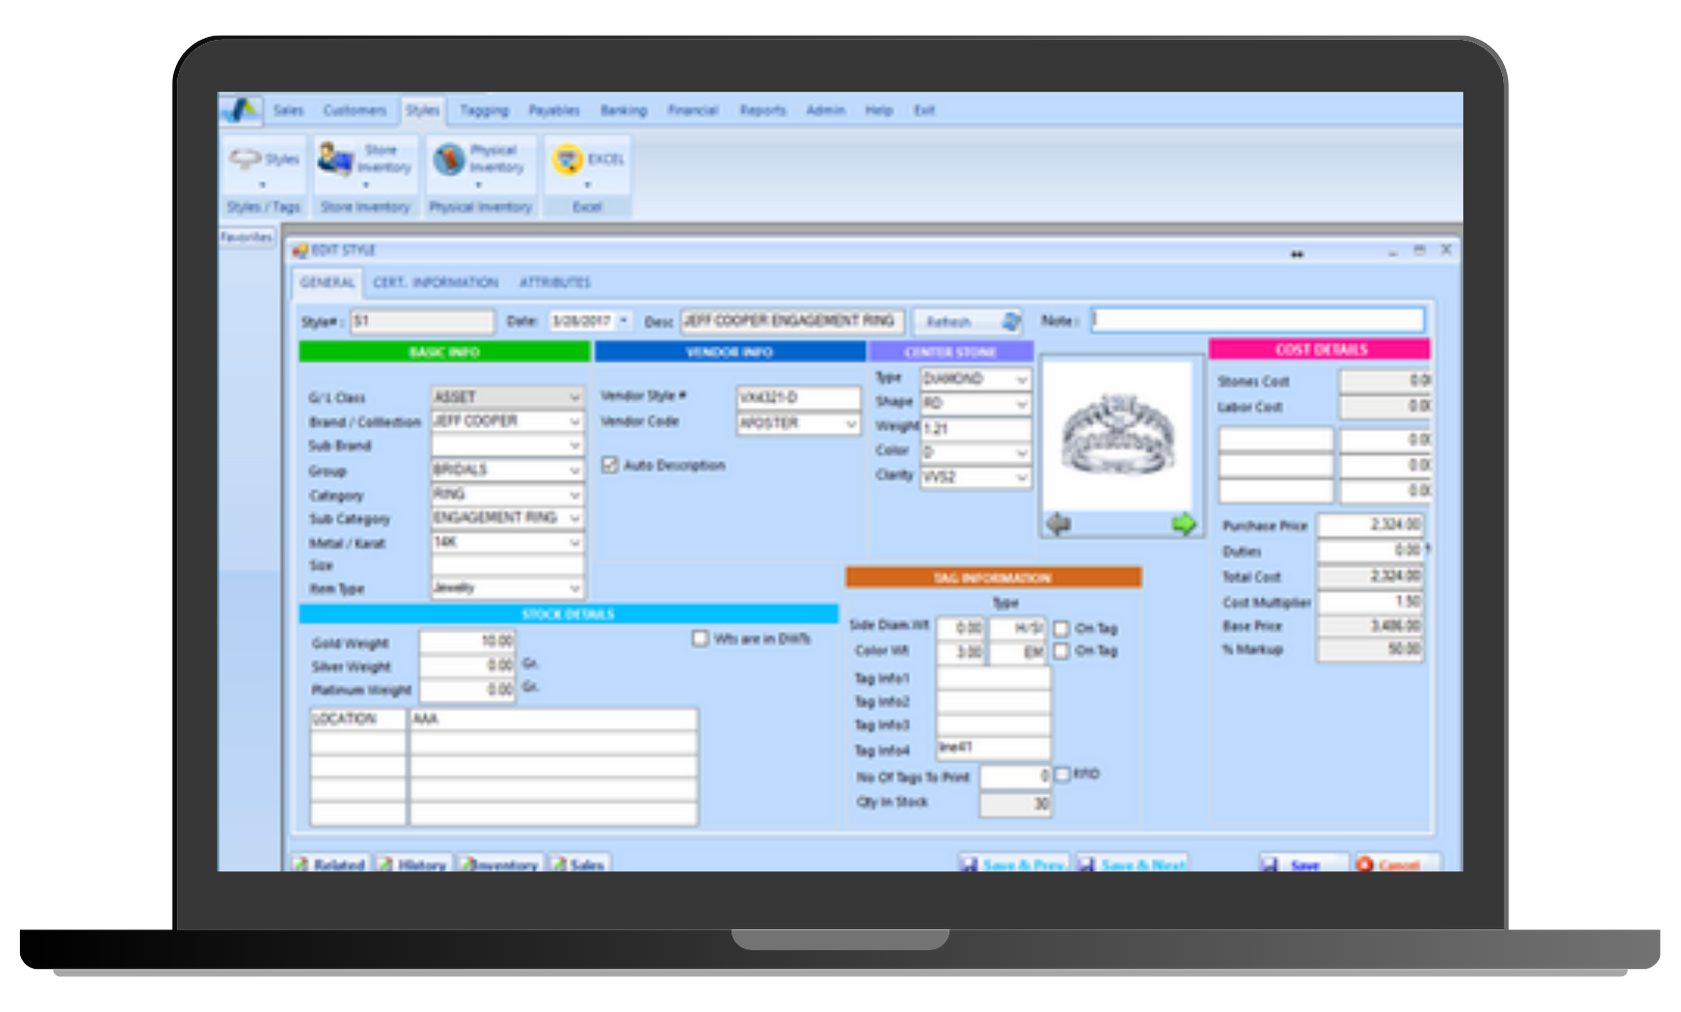 Sales Customers Styles Tagging Payables Banking Financial Reports Admin Help Exit
Styles
Store Inventory
Physical Inventory
EXCEL
Styles / Tags Store Inventory Physical Inventory Excel
Favorites
EDIT STYLE
GENERAL CERT. INFORMATION ATTRIBUTES
Style# : S1 Date: 3/28/2017 Desc JEFF COOPER ENGAGEMENT RING Refresh Note :
BASIC INFO
G/L Class ASSET
Brand / Colllection JEFF COOPER
Sub Brand
Group BRIDALS
Category RING
Sub Category ENGAGEMENT RING
Metal / Karat 14K
Size
Item Type Jewelry
VENDOR INFO
Vendor Style # VX4321-D
Vendor Code AFOSTER
Auto Description
CENTER STONE
Type DIAMOND
Shape RD
Weight 1.21
Color D
Clarity VVS2
COST DETAILS
Stones Cost 0.0
Labor Cost 0.0
0.0
0.0
0.0
Purchase Price 2,324.00
Duties 0.00
Total Cost 2,324.00
Cost Multiplier 1.50
Base Price 3,486.00
% Markup 50.00
STOCK DETAILS
Gold Weight 10.00
Wts are in DWTs
Silver Weight 0.00 Gr.
Platinum Weight 0.00 Gr.
LOCATION AAA
TAG INFORMATION
Type
Side Diam.Wt 0.00 H/SI On Tag
Color Wt 3.00 EM On Tag
Tag Info1
Tag Info2
Tag Info3
Tag Info4 line4T
No Of Tags To Print 0 RFID
Qty In Stock 30
Related History Inventory Sales Save & Prev. Save & Next Save Cancel